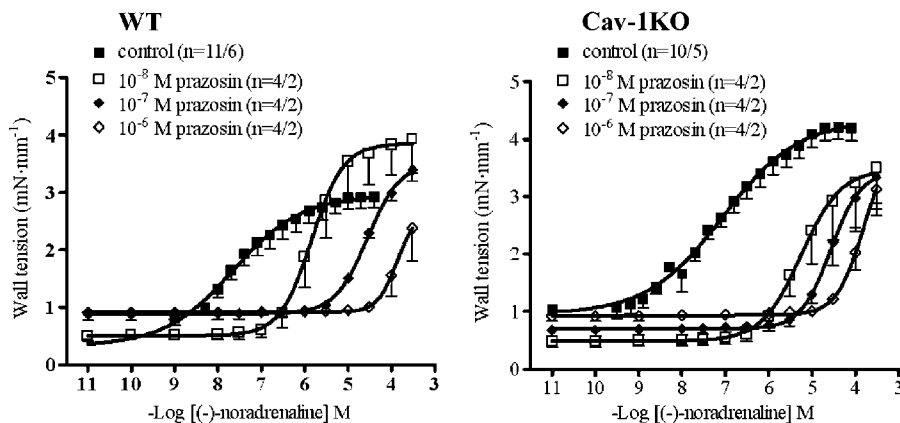 WT
control (n=11/6)
10⁻⁸ M prazosin (n=4/2)
10⁻⁷ M prazosin (n=4/2)
10⁻⁶ M prazosin (n=4/2)
Wall tension (mN·mm⁻¹)
5
4
3
2
1
0
11 10 9 8 7 6 5 4 3
-Log [(-)-noradrenaline] M
Cav-1KO
control (n=10/5)
10⁻⁸ M prazosin (n=4/2)
10⁻⁷ M prazosin (n=4/2)
10⁻⁶ M prazosin (n=4/2)
Wall tension (mN·mm⁻¹)
5
4
3
2
1
0
11 10 9 8 7 6 5 4 3
-Log [(-)-noradrenaline] M